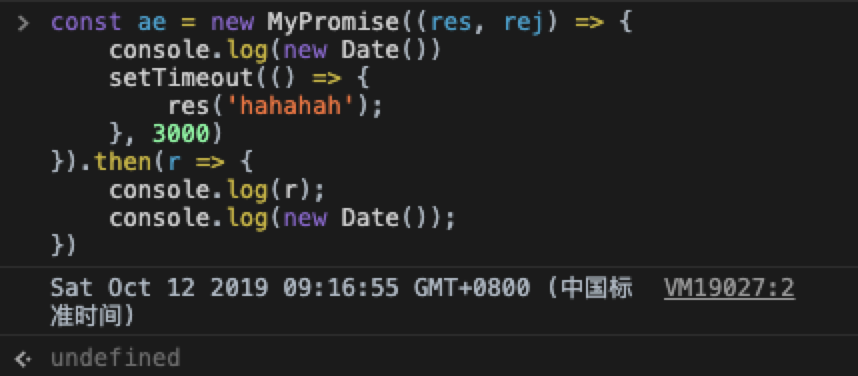 > const ae = new MyPromise((res, rej) => {
    console.log(new Date())
    setTimeout(() => {
        res('hahahah');
    }, 3000)
}).then(r => {
    console.log(r);
    console.log(new Date());
})
Sat Oct 12 2019 09:16:55 GMT+0800 (中国标 VM19027:2
准时间)
undefined